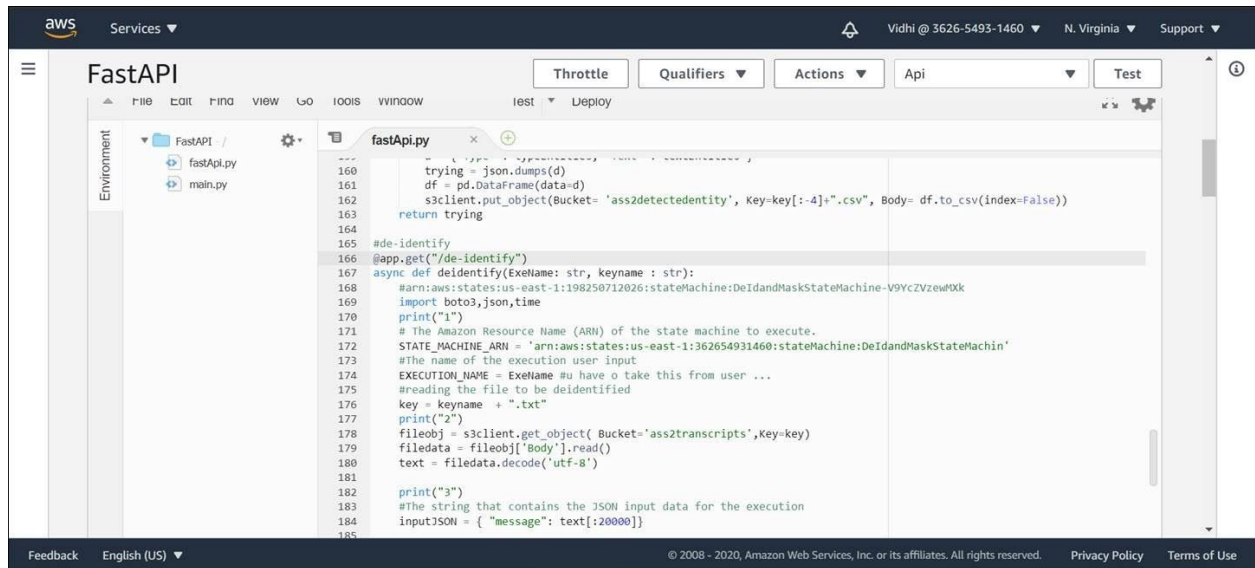 aws
Services ▼
Vidhi @ 3626-5493-1460 ▼
N. Virginia ▼
Support ▼
FastAPI
Throttle
Qualifiers ▼
Actions ▼
Api ▼
Test
File Edit Find View Go Tools Window
Test ▼ Deploy
Environment
FastAPI - /
fastApi.py
main.py
fastApi.py ×
160 trying = json.dumps(d)
161 df = pd.DataFrame(data=d)
162 s3client.put_object(Bucket= 'ass2detectedentity', Key=key[:-4]+".csv", Body= df.to_csv(index=False))
163 return trying
164
165 #de-identify
166 @app.get("/de-identify")
167 async def deidentify(ExeName: str, keyname : str):
168 #arn:aws:states:us-east-1:198250712026:stateMachine:DeIdandMaskStateMachine-V9YcZVzewMXk
169 import boto3,json,time
170 print("1")
171 # The Amazon Resource Name (ARN) of the state machine to execute.
172 STATE_MACHINE_ARN = 'arn:aws:states:us-east-1:362654931460:stateMachine:DeIdandMaskStateMachin'
173 #The name of the execution user input
174 EXECUTION_NAME = ExeName #u have o take this from user ...
175 #reading the file to be deidentified
176 key = keyname + ".txt"
177 print("2")
178 fileobj = s3client.get_object( Bucket='ass2transcripts',Key=key)
179 filedata = fileobj['Body'].read()
180 text = filedata.decode('utf-8')
181
182 print("3")
183 #The string that contains the JSON input data for the execution
184 inputJSON = { "message": text[:20000]}
185
Feedback
English (US) ▼
© 2008 - 2020, Amazon Web Services, Inc. or its affiliates. All rights reserved.
Privacy Policy
Terms of Use